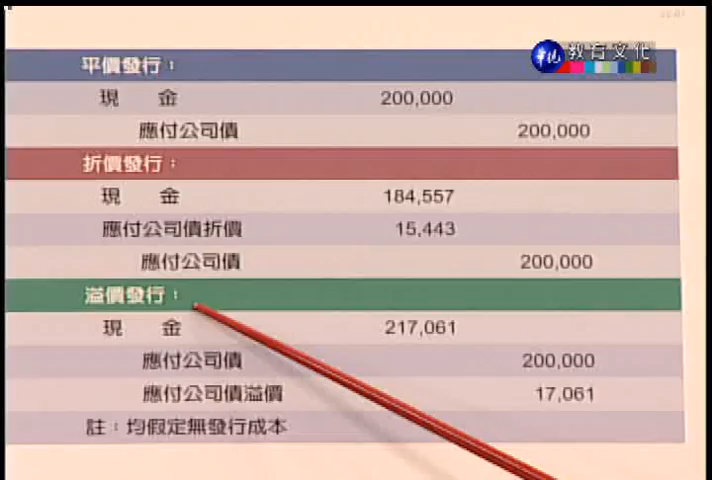 華視 教育文化
平價發行：
現 金 200,000
應付公司債 200,000
折價發行：
現 金 184,557
應付公司債折價 15,443
應付公司債 200,000
溢價發行：
現 金 217,061
應付公司債 200,000
應付公司債溢價 17,061
註：均假定無發行成本